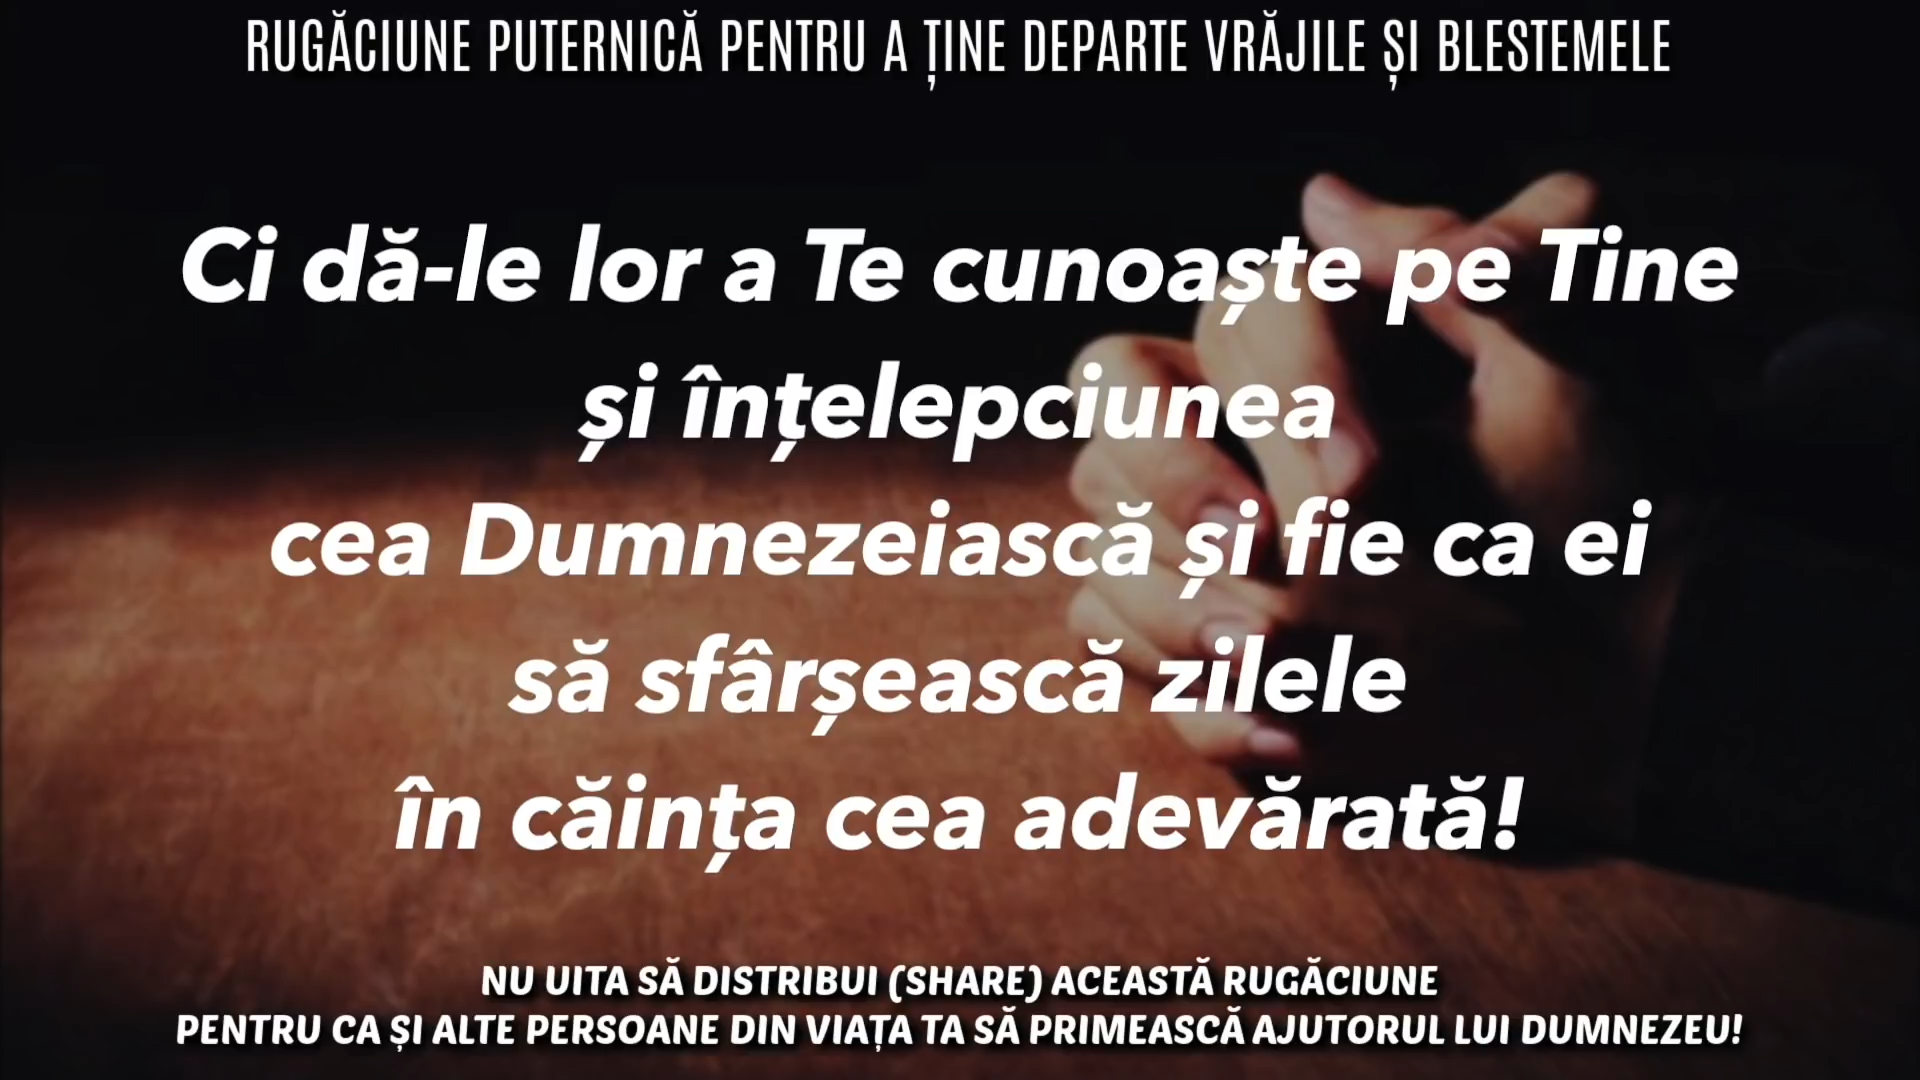 RUGĂCIUNE PUTERNICĂ PENTRU A ȚINE DEPARTE VRĂJILE ȘI BLESTEMELE
Ci dă-le lor a Te cunoaște pe Tine
și înțelepciunea
cea Dumnezeiască și fie ca ei
să sfârșească zilele
în căința cea adevărată!
NU UITA SĂ DISTRIBUI (SHARE) ACEASTĂ RUGĂCIUNE
PENTRU CA ȘI ALTE PERSOANE DIN VIAȚA TA SĂ PRIMEASCĂ AJUTORUL LUI DUMNEZEU!